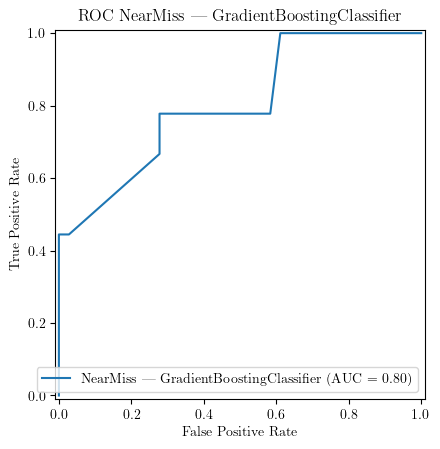 ROC NearMiss — GradientBoostingClassifier
1.0
0.8
0.6
0.4
0.2
0.0
True Positive Rate
NearMiss — GradientBoostingClassifier (AUC = 0.80)
0.0 0.2 0.4 0.6 0.8 1.0
False Positive Rate